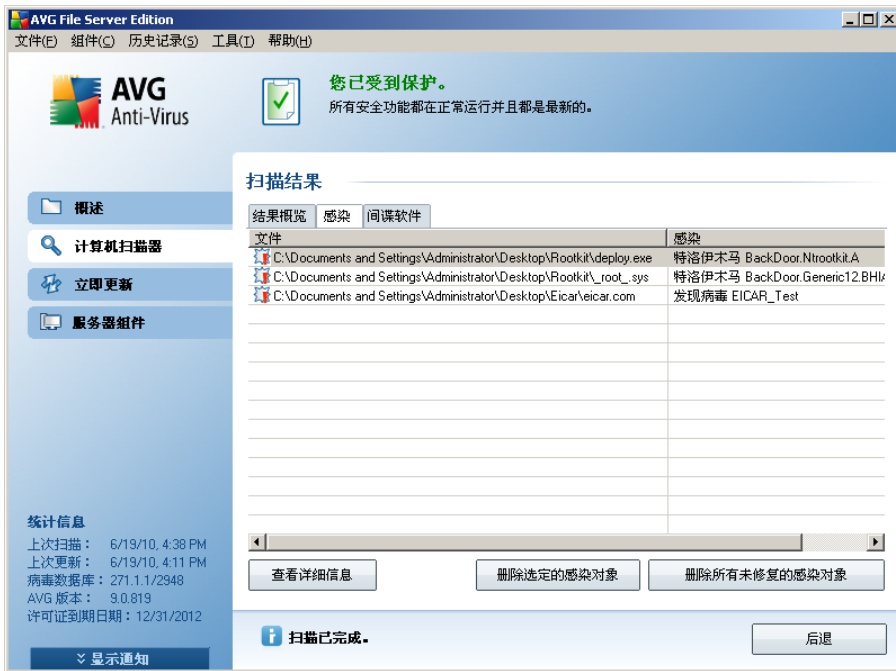 AVG File Server Edition
文件(F) 组件(C) 历史记录(S) 工具(T) 帮助(H)
AVG
Anti-Virus
您已受到保护。
所有安全功能都在正常运行并且都是最新的。
概述
计算机扫描器
立即更新
服务器组件
扫描结果
结果概览 感染 间谍软件
文件 感染
C:\Documents and Settings\Administrator\Desktop\Rootkit\deploy.exe 特洛伊木马 BackDoor.Ntrootkit.A
C:\Documents and Settings\Administrator\Desktop\Rootkit\_root_.sys 特洛伊木马 BackDoor.Generic12.BHI
C:\Documents and Settings\Administrator\Desktop\Eicar\eicar.com 发现病毒 EICAR_Test
查看详细信息 删除选定的感染对象 删除所有未修复的感染对象
扫描已完成。
后退
统计信息
上次扫描： 6/19/10, 4:38 PM
上次更新： 6/19/10, 4:11 PM
病毒数据库：271.1.1/2948
AVG 版本： 9.0.819
许可证到期日期：12/31/2012
显示通知